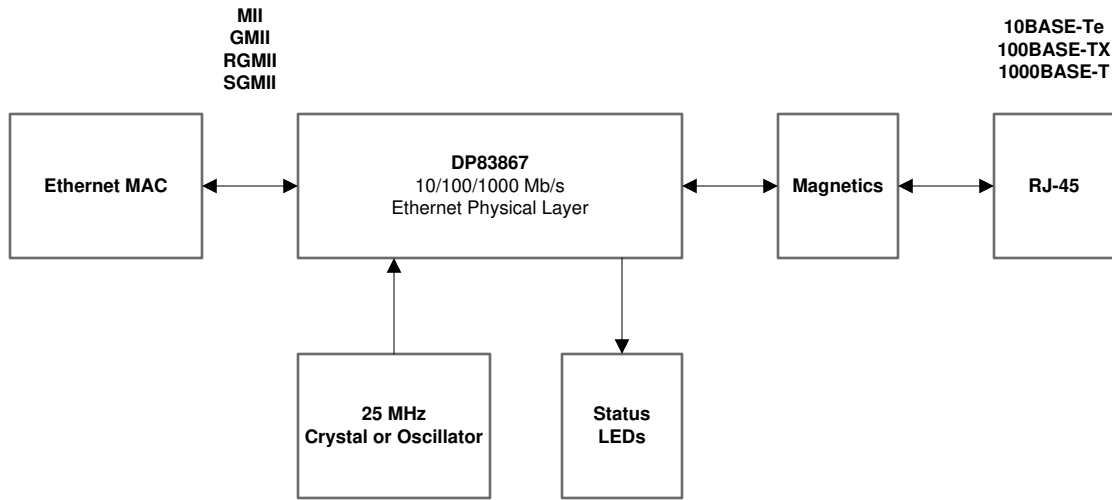 MII
GMII
RGMII
SGMII
10BASE-Te
100BASE-TX
1000BASE-T
Ethernet MAC
DP83867
10/100/1000 Mb/s
Ethernet Physical Layer
Magnetics
RJ-45
25 MHz
Crystal or Oscillator
Status
LEDs